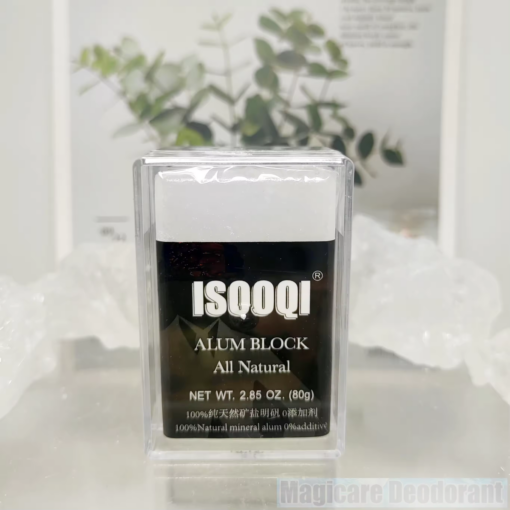 ISQOQI®
ALUM BLOCK
All Natural
NET WT. 2.85 OZ. (80g)
100%纯天然矿盐明矾 0添加剂
100%Natural mineral alum 0%additive
Magicare Deodorant